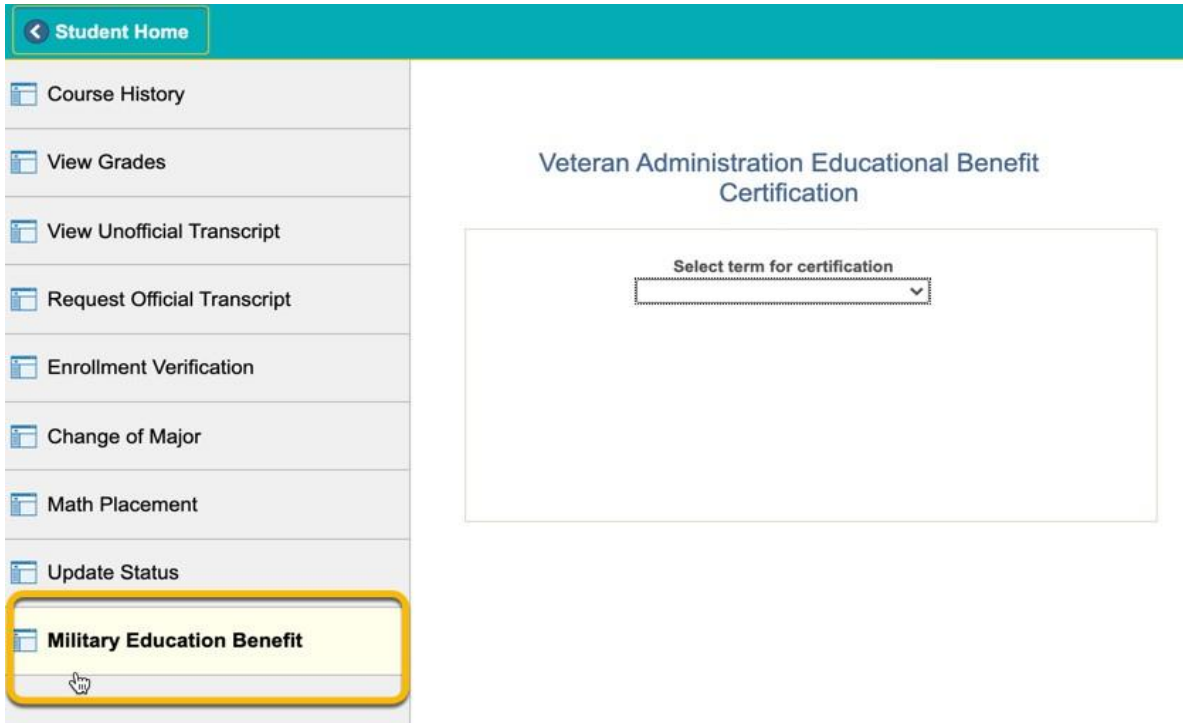 Student Home
Course History
View Grades
View Unofficial Transcript
Request Official Transcript
Enrollment Verification
Change of Major
Math Placement
Update Status
Military Education Benefit
Veteran Administration Educational Benefit
Certification
Select term for certification